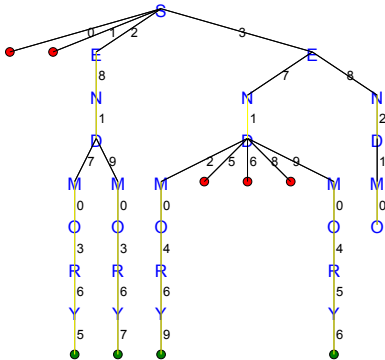 S
0 1 2 3
E E
8 7 8
N N N
1 1 2
D D D
7 9 2 5 6 8 9 1
M M M M M
0 0 0 0 0
O O O O O
3 3 4 4
R R R R
6 6 6 5
Y Y Y Y
5 7 9 6